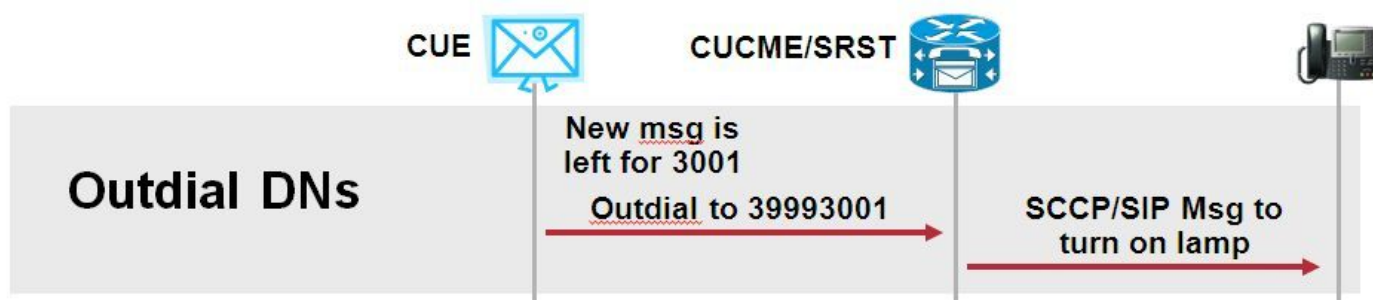 CUE
CUCME/SRST
New msg is
left for 3001
Outdial DNs
Outdial to 39993001
SCCP/SIP Msg to
turn on lamp